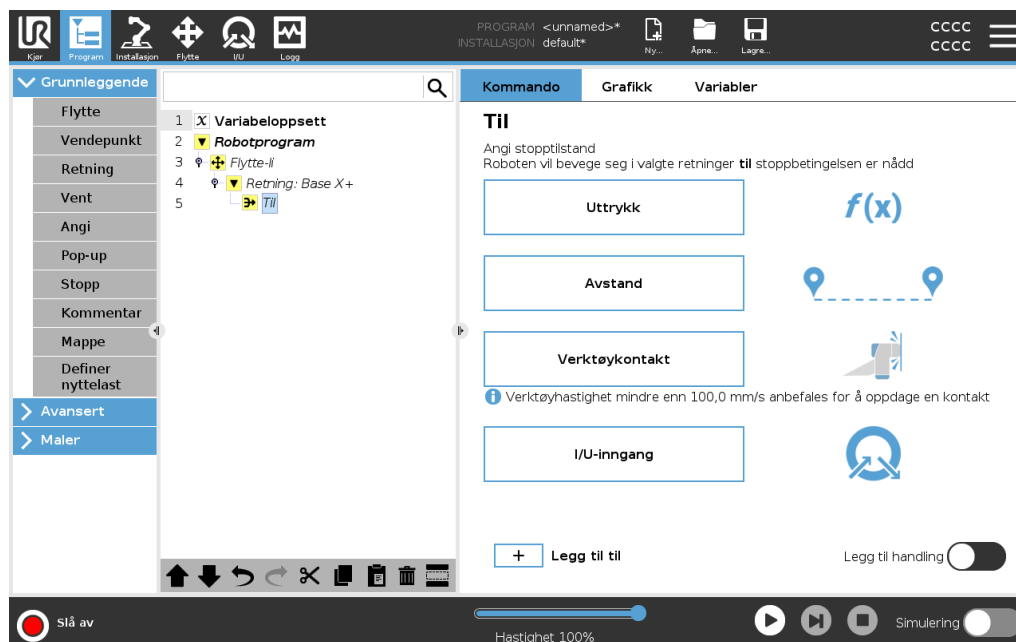 PROGRAM <unnamed>*
INSTALLASJON default*
Kjør
Program
Installasjon
Flytte
I/U
Logg
Ny...
Åpne...
Lagre...
CCCC
CCCC
Grunnleggende
Flytte
Vendepunkt
Retning
Vent
Angi
Pop-up
Stopp
Kommentar
Mappe
Definer
nyttelast
Avansert
Maler
1 X Variabeloppsett
2 Robotprogram
3 Flytte-li
4 Retning: Base X+
5 Til
Kommando
Grafikk
Variabler
Til
Angi stopptilstand
Roboten vil bevege seg i valgte retninger til stoppbetingelsen er nådd
Uttrykk
f(x)
Avstand
Verktøykontakt
Verktøyhastighet mindre enn 100,0 mm/s anbefales for å oppdage en kontakt
I/U-inngang
+ Legg til til
Legg til handling
Slå av
Hastighet 100%
Simulering